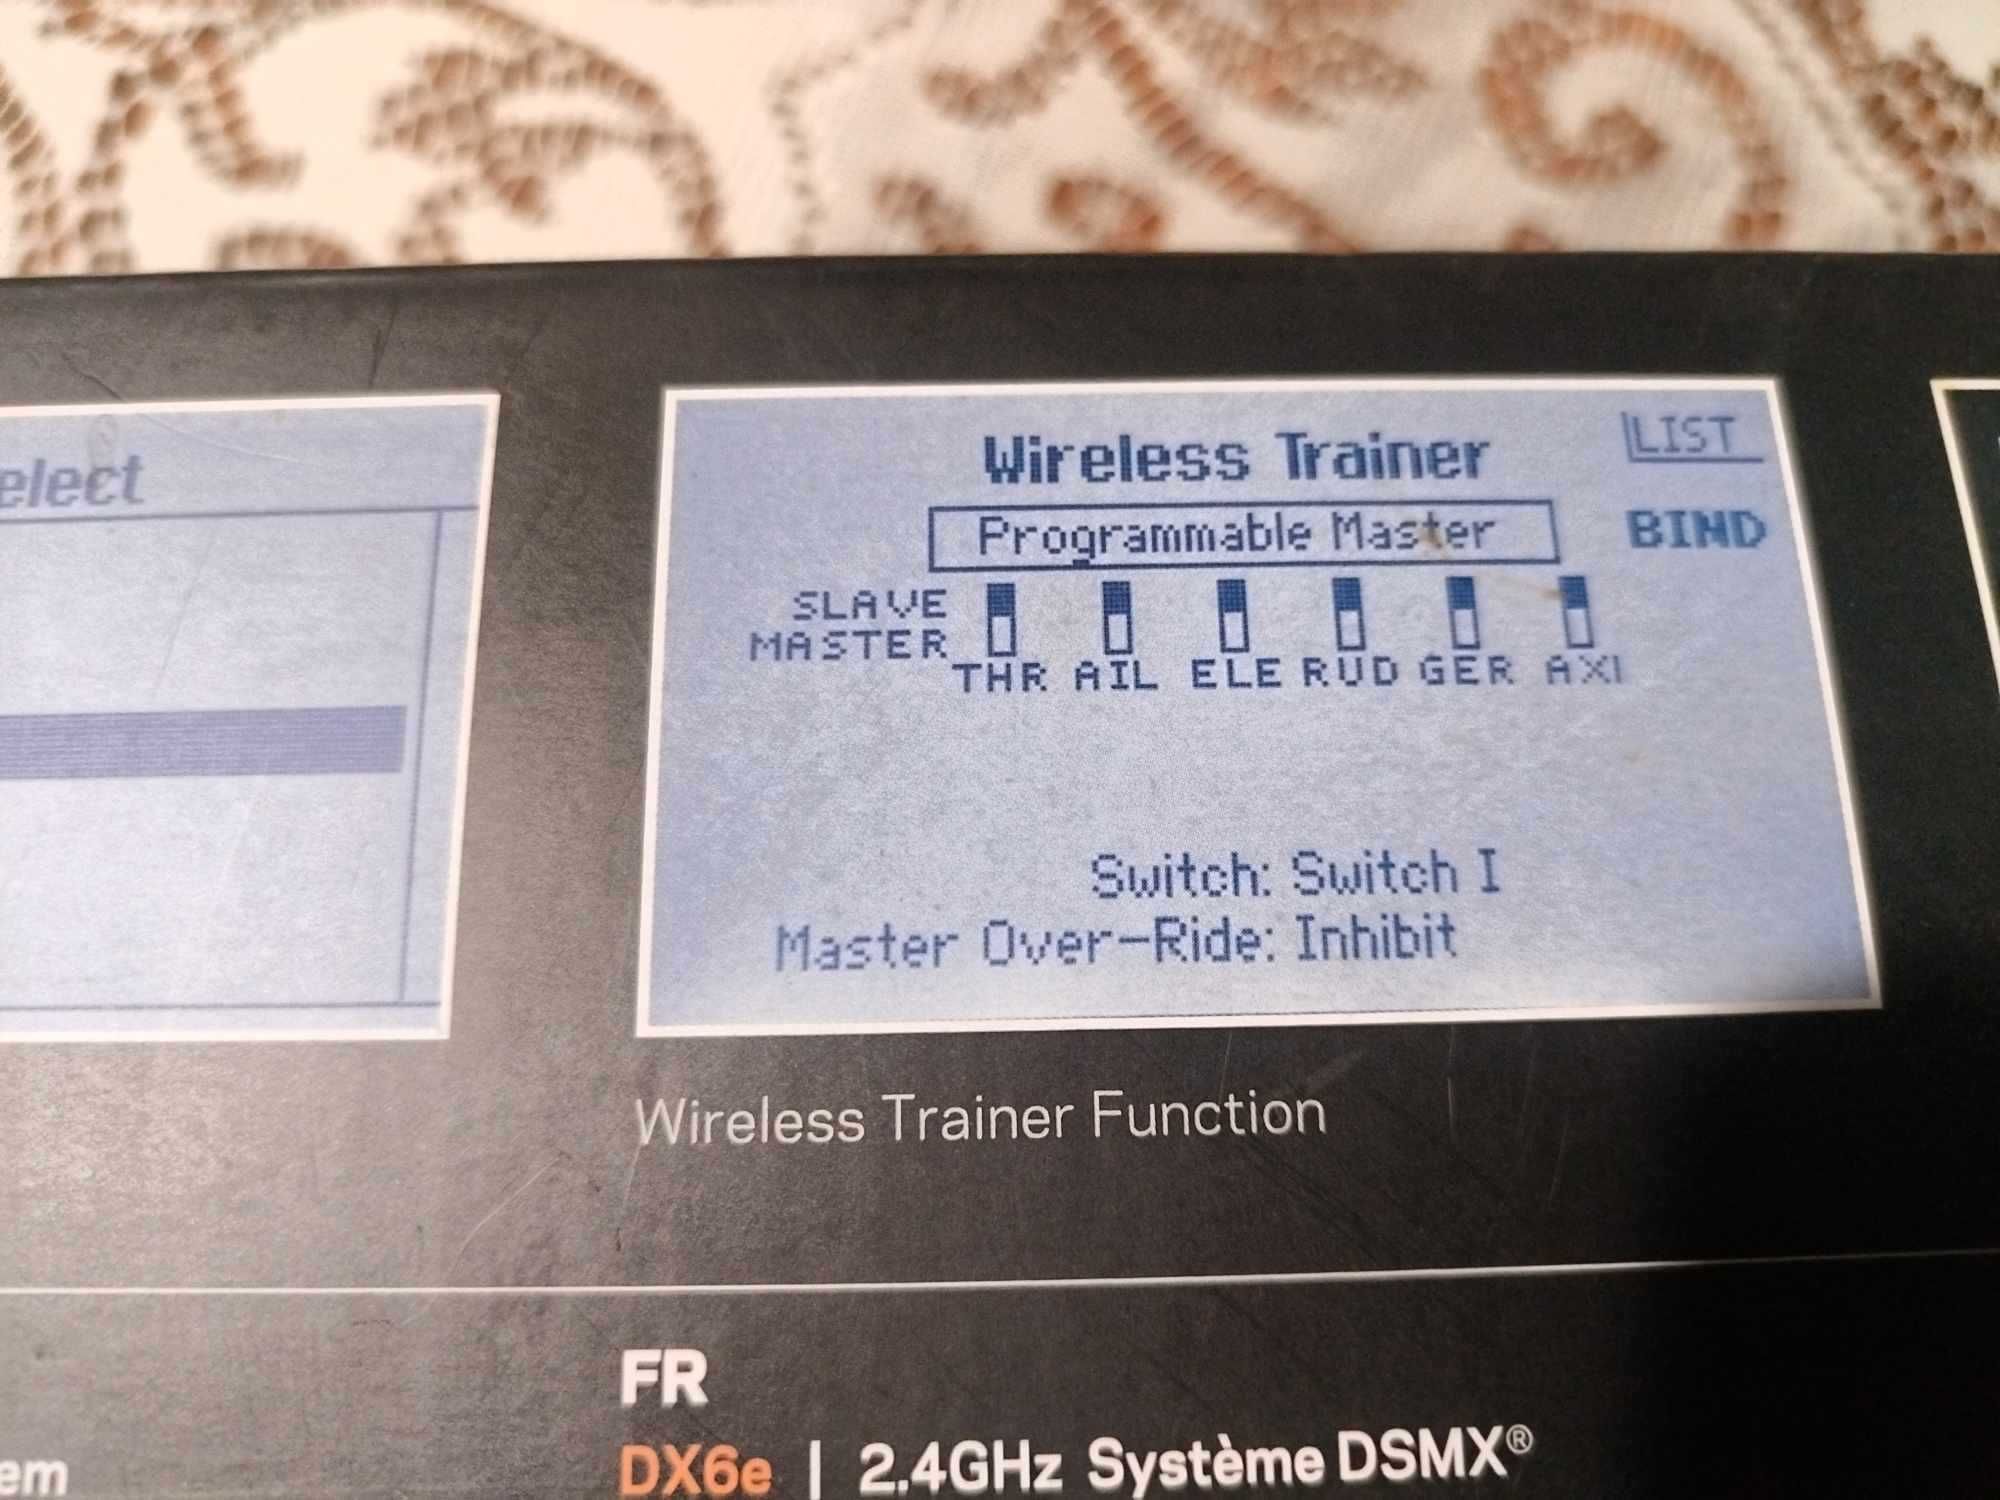 elect
Wireless Trainer
LIST
Programmable Master
BIND
SLAVE
MASTER
THR AIL ELE RUD GER AX1
Switch: Switch I
Master Over-Ride: Inhibit
Wireless Trainer Function
FR
em
DX6e | 2.4GHz Système DSMX®